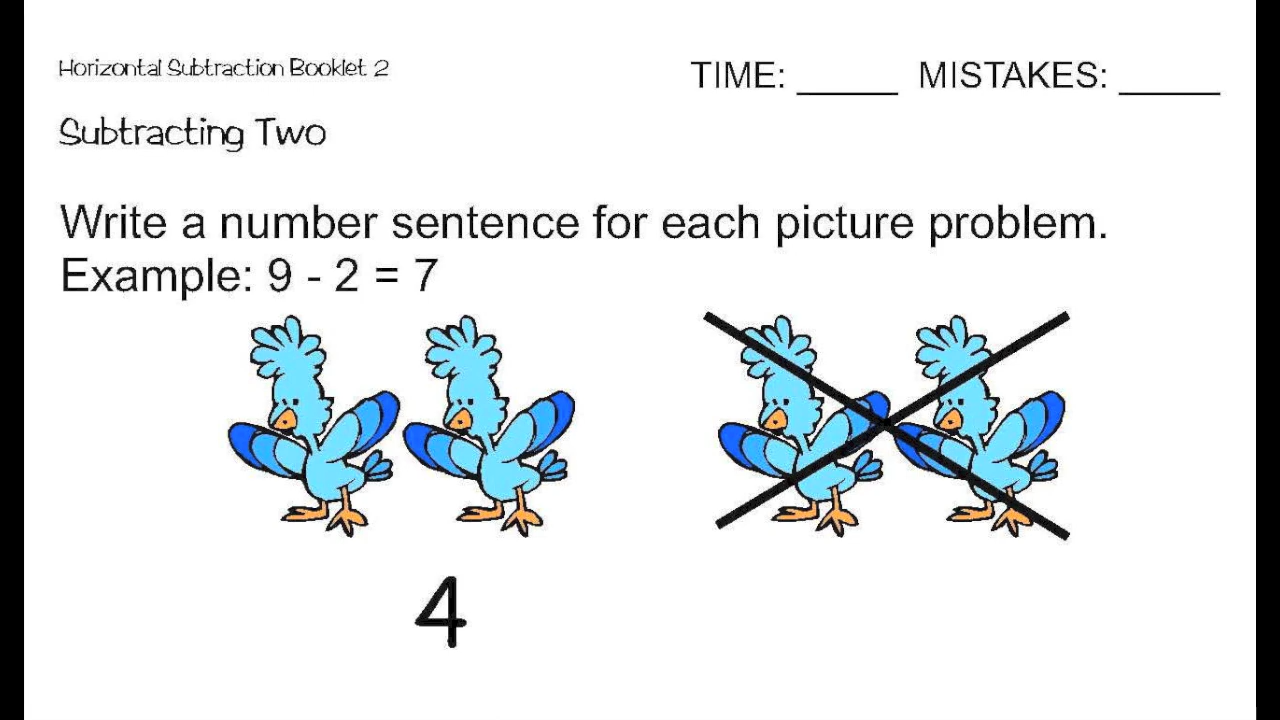 Horizontal Subtraction Booklet 2
TIME: _____ MISTAKES: _____
Subtracting Two
Write a number sentence for each picture problem.
Example: 9 - 2 = 7
4